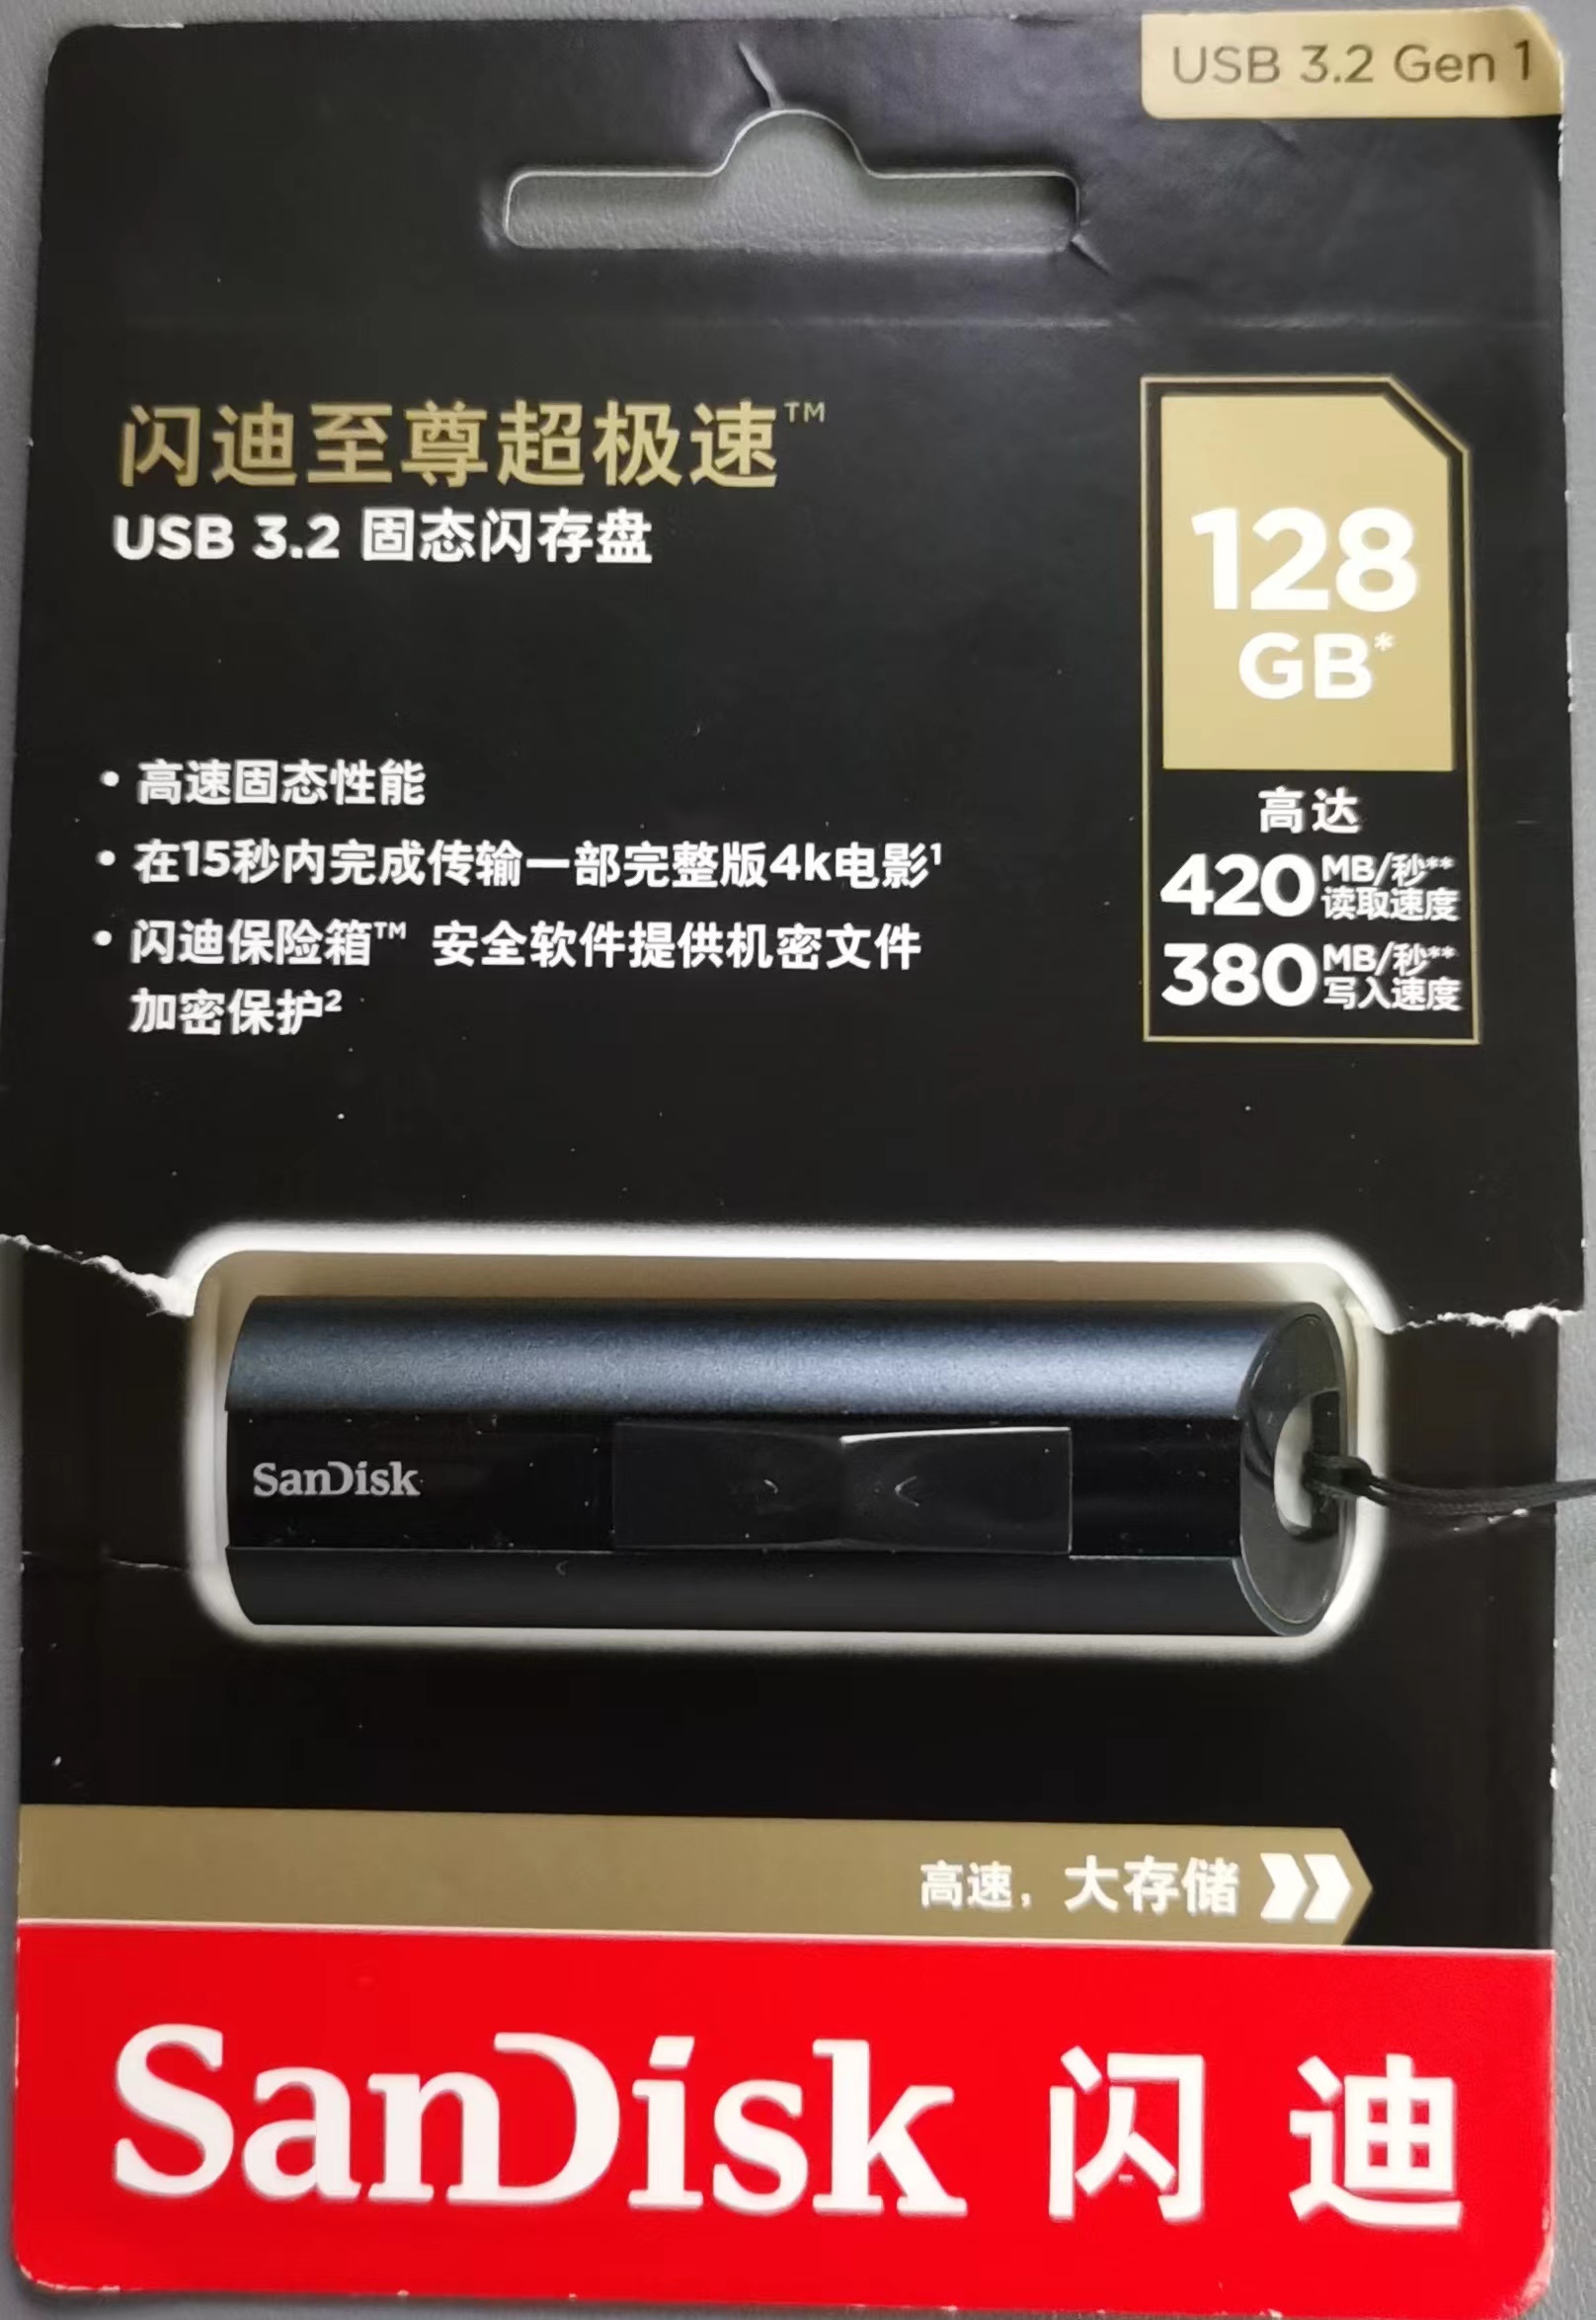 USB 3.2 Gen 1
闪迪至尊超极速™
USB 3.2 固态闪存盘
128
GB*
• 高速固态性能
• 在15秒内完成传输一部完整版4k电影¹
• 闪迪保险箱™ 安全软件提供机密文件
加密保护²
高达
420 MB/秒**
读取速度
380 MB/秒**
写入速度
SanDisk
高速，大存储
SanDisk 闪迪